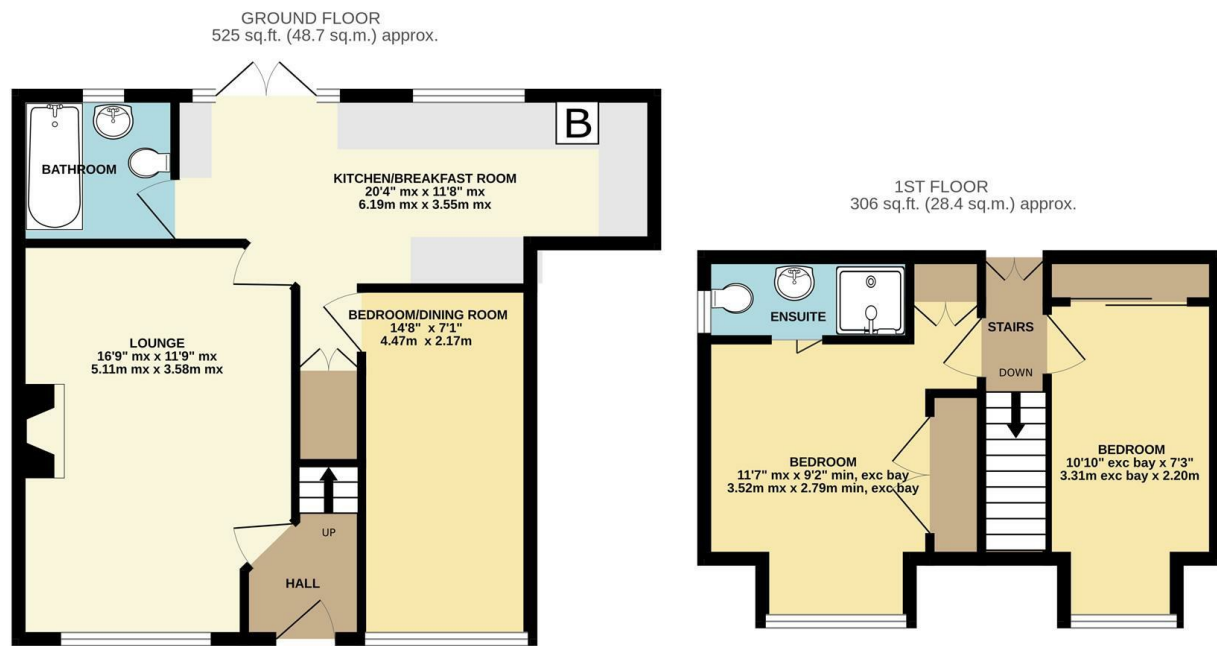 GROUND FLOOR
525 sq.ft. (48.7 sq.m.) approx.
B
BATHROOM
KITCHEN/BREAKFAST ROOM
20'4" mx x 11'8" mx
6.19m mx x 3.55m mx
BEDROOM/DINING ROOM
14'8" x 7'1"
4.47m x 2.17m
LOUNGE
16'9" mx x 11'9" mx
5.11m mx x 3.58m mx
UP
HALL
1ST FLOOR
306 sq.ft. (28.4 sq.m.) approx.
ENSUITE
STAIRS
DOWN
BEDROOM
11'7" mx x 9'2" min, exc bay
3.52m mx x 2.79m min, exc bay
BEDROOM
10'10" exc bay x 7'3"
3.31m exc bay x 2.20m